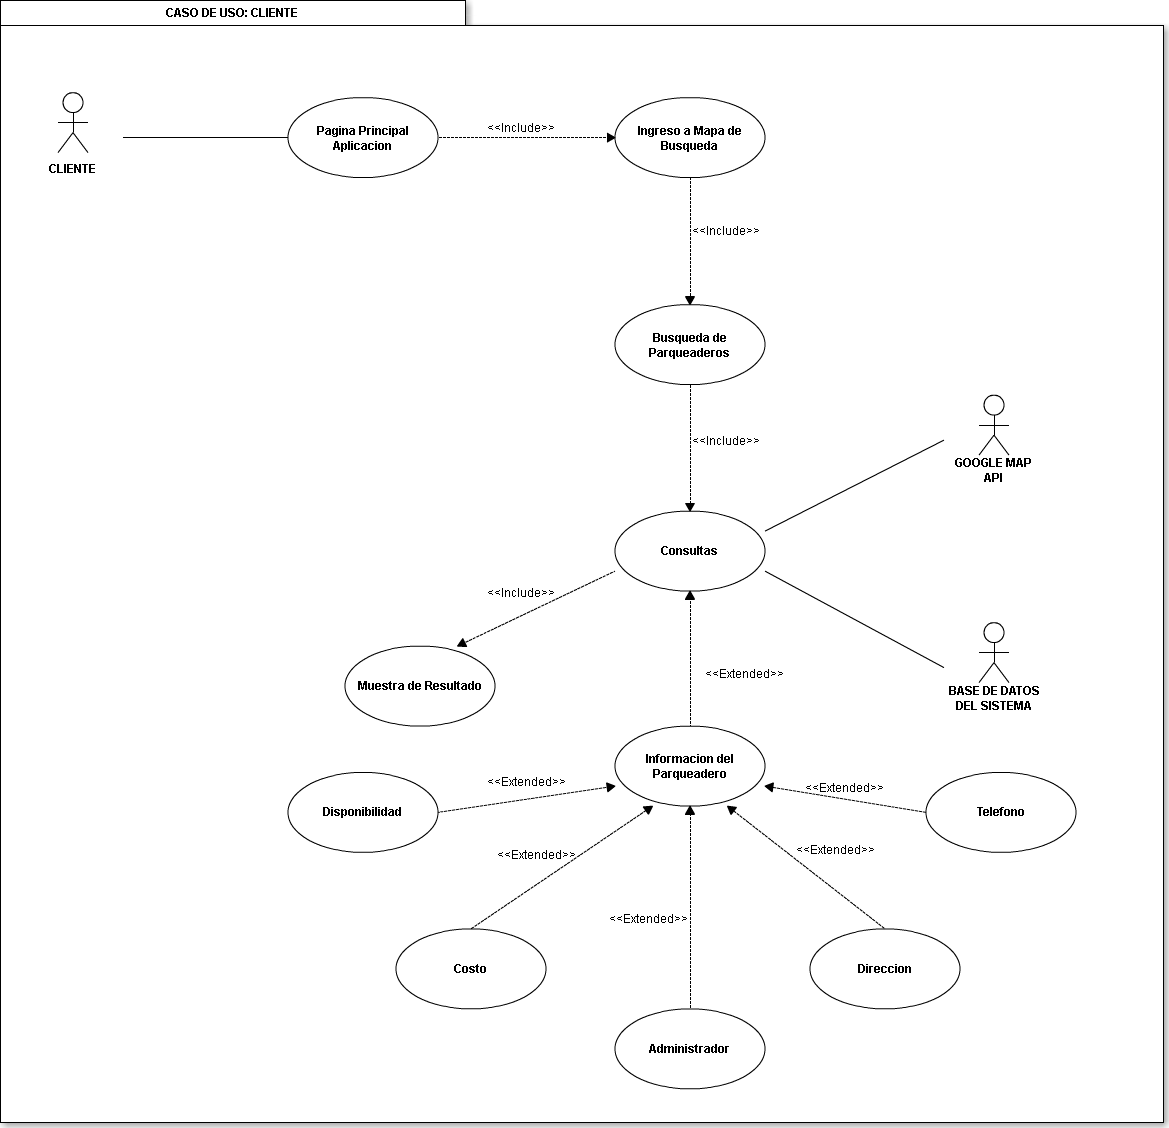 CASO DE USO: CLIENTE
CLIENTE
Pagina Principal
Aplicacion
<<Include>>
Ingreso a Mapa de
Busqueda
<<Include>>
Busqueda de
Parqueaderos
<<Include>>
GOOGLE MAP
API
Consultas
<<Include>>
Muestra de Resultado
<<Extended>>
BASE DE DATOS
DEL SISTEMA
Informacion del
Parqueadero
<<Extended>>
<<Extended>>
Disponibilidad
Telefono
<<Extended>>
<<Extended>>
<<Extended>>
Costo
Direccion
Administrador